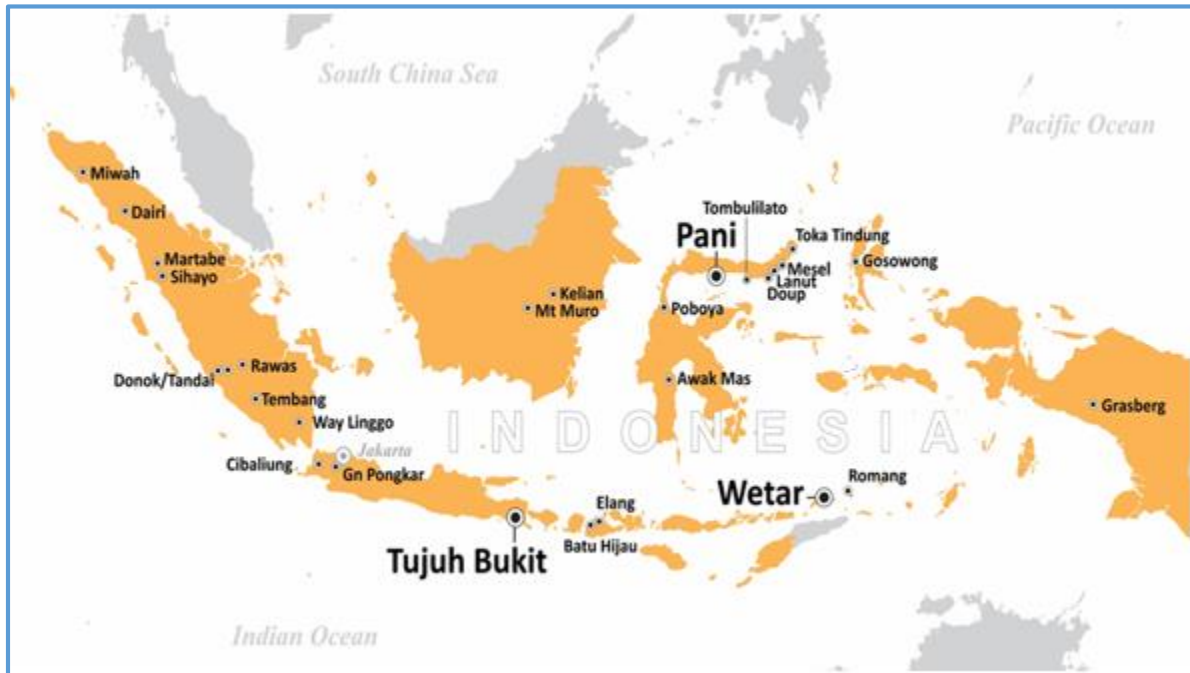 South China Sea
Pacific Ocean
Miwah
Dairi
Martabe
Sihayo
Tombulilato
Pani
Toka Tindung
Mesel
Lanut
Doup
Gosowong
Kelian
Mt Muro
Poboya
Donok/Tandai
Rawas
Awak Mas
Tembang
Grasberg
Way Linggo
INDONESIA
Jakarta
Cibaliung
Gn Pongkar
Wetar
Romang
Elang
Batu Hijau
Tujuh Bukit
Indian Ocean